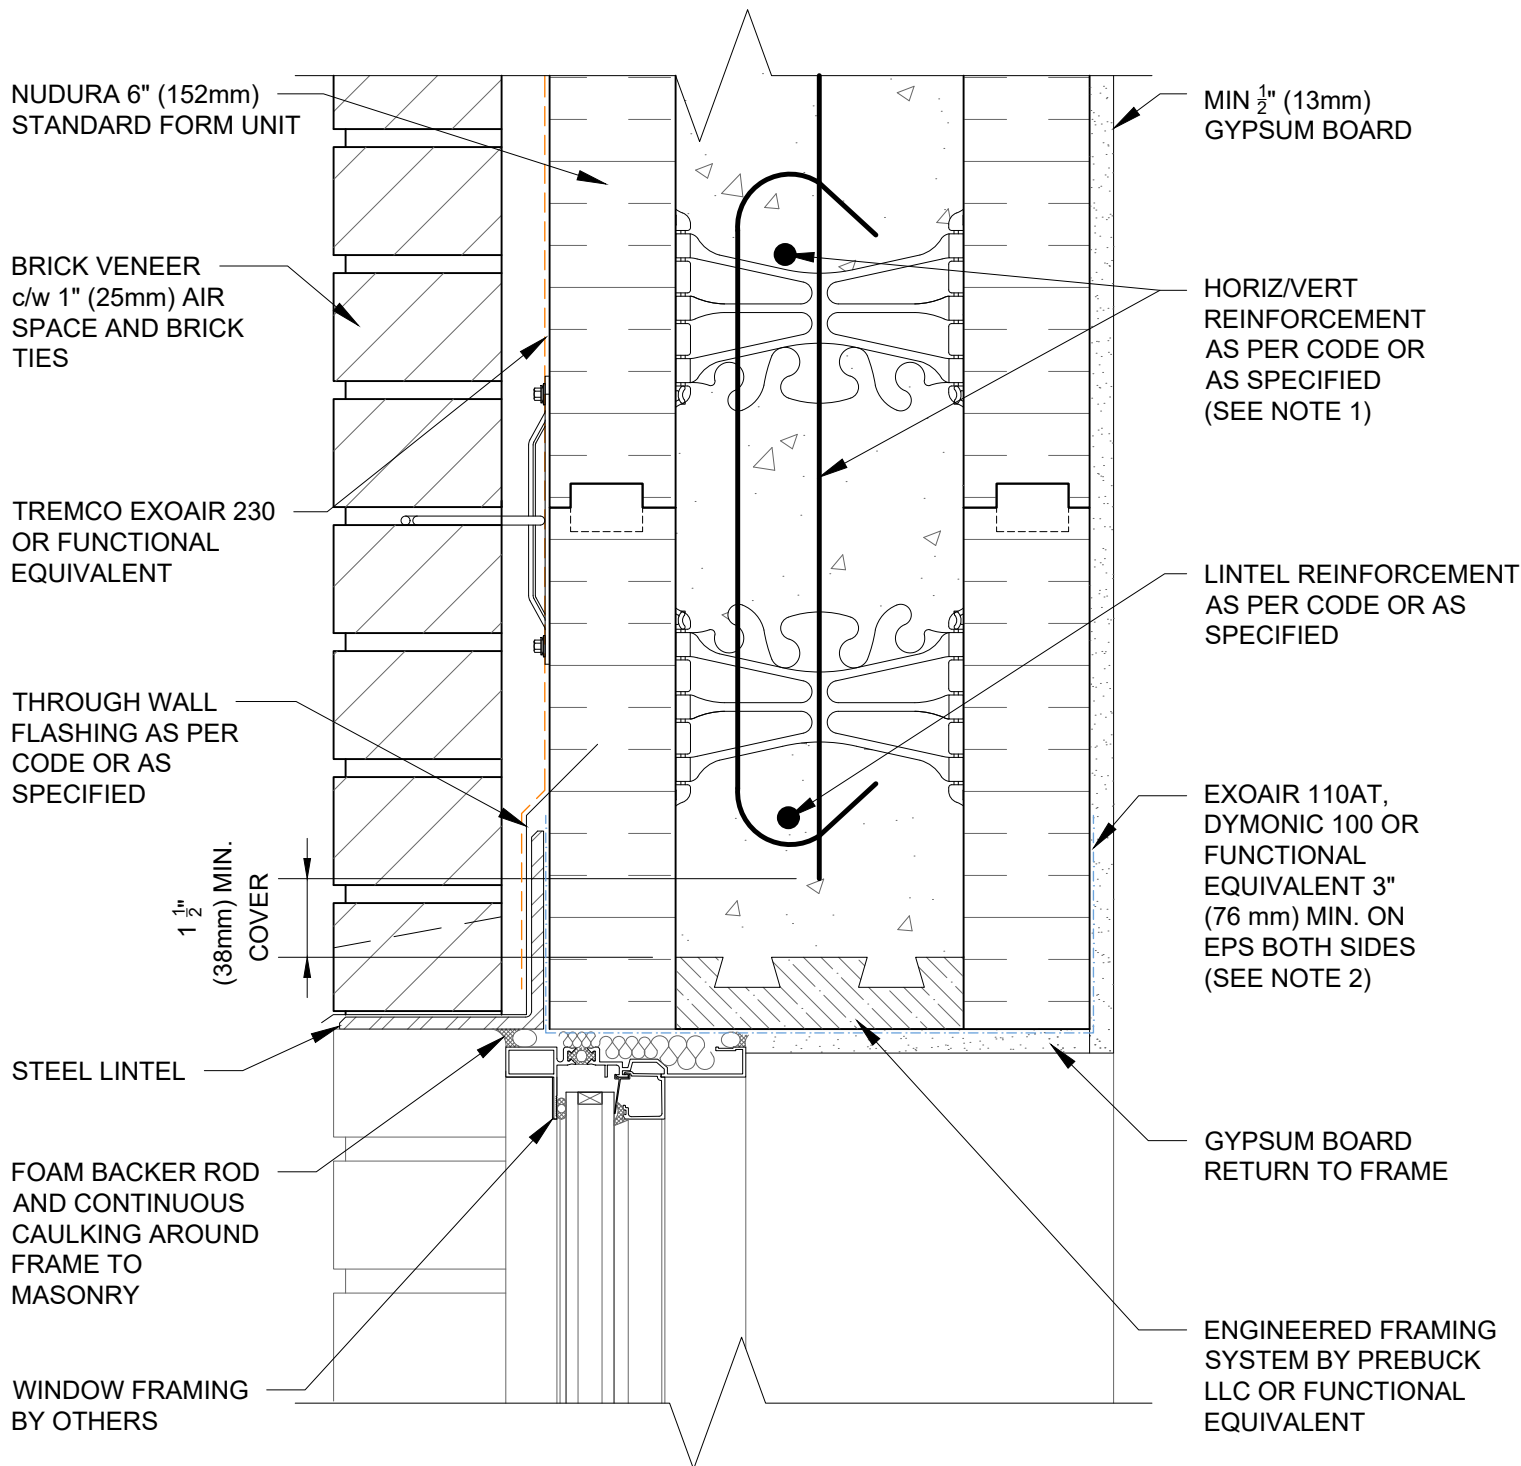 NUDURA 6" (152mm)
STANDARD FORM UNIT
BRICK VENEER
c/w 1" (25mm) AIR
SPACE AND BRICK
TIES
TREMCO EXOAIR 230
OR FUNCTIONAL
EQUIVALENT
THROUGH WALL
FLASHING AS PER
CODE OR AS
SPECIFIED
1 1/2"
(38mm) MIN.
COVER
STEEL LINTEL
FOAM BACKER ROD
AND CONTINUOUS
CAULKING AROUND
FRAME TO
MASONRY
WINDOW FRAMING
BY OTHERS
MIN 1/2" (13mm)
GYPSUM BOARD
HORIZ/VERT
REINFORCEMENT
AS PER CODE OR
AS SPECIFIED
(SEE NOTE 1)
LINTEL REINFORCEMENT
AS PER CODE OR AS
SPECIFIED
EXOAIR 110AT,
DYMONIC 100 OR
FUNCTIONAL
EQUIVALENT 3"
(76 mm) MIN. ON
EPS BOTH SIDES
(SEE NOTE 2)
GYPSUM BOARD
RETURN TO FRAME
ENGINEERED FRAMING
SYSTEM BY PREBUCK
LLC OR FUNCTIONAL
EQUIVALENT